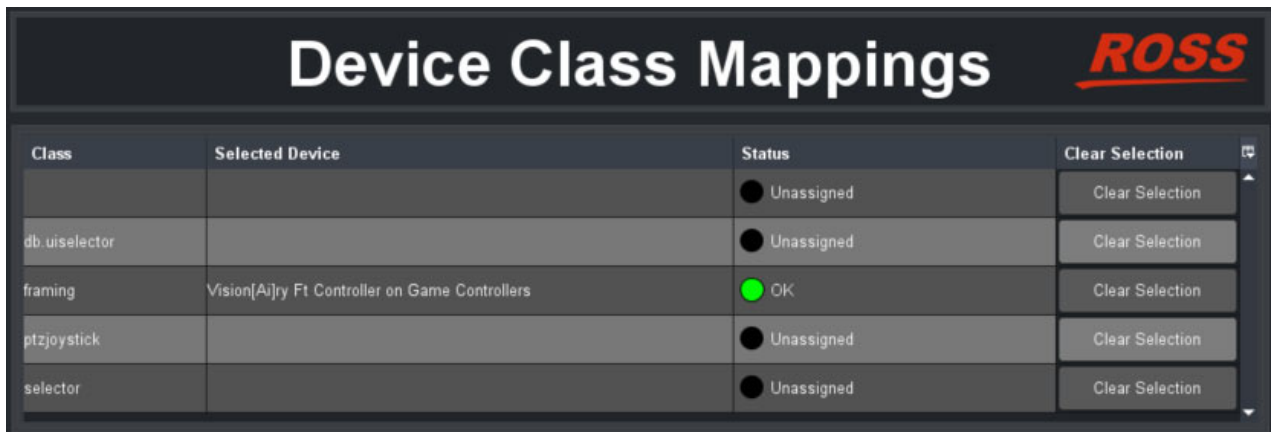 Device Class Mappings
ROSS
Class Selected Device Status Clear Selection
Unassigned Clear Selection
db.uiselector Unassigned Clear Selection
framing Vision[Ai]ry Ft Controller on Game Controllers OK Clear Selection
ptzjoystick Unassigned Clear Selection
selector Unassigned Clear Selection